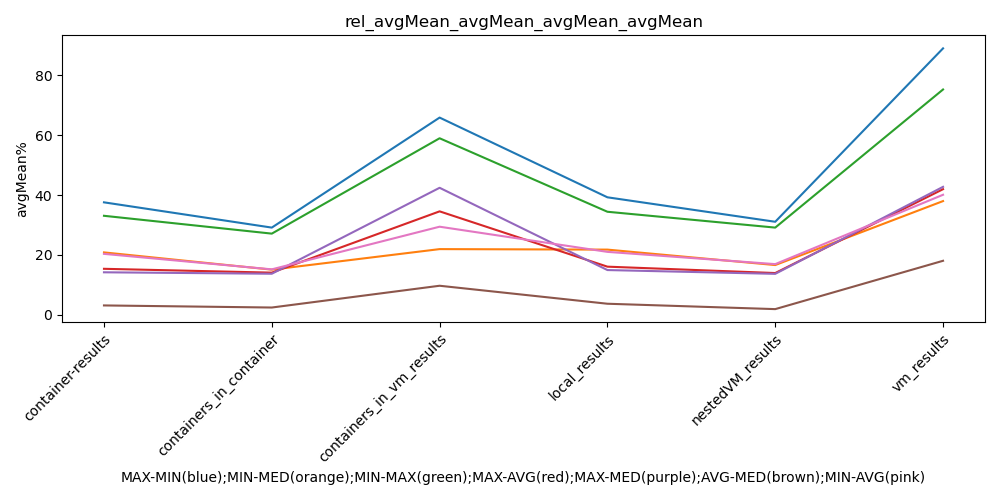 rel_avgMean_avgMean_avgMean_avgMean
avgMean%
80
60
40
20
0
container-results
containers_in_container
containers_in_vm_results
local_results
nestedVM_results
vm_results
MAX-MIN(blue);MIN-MED(orange);MIN-MAX(green);MAX-AVG(red);MAX-MED(purple);AVG-MED(brown);MIN-AVG(pink)